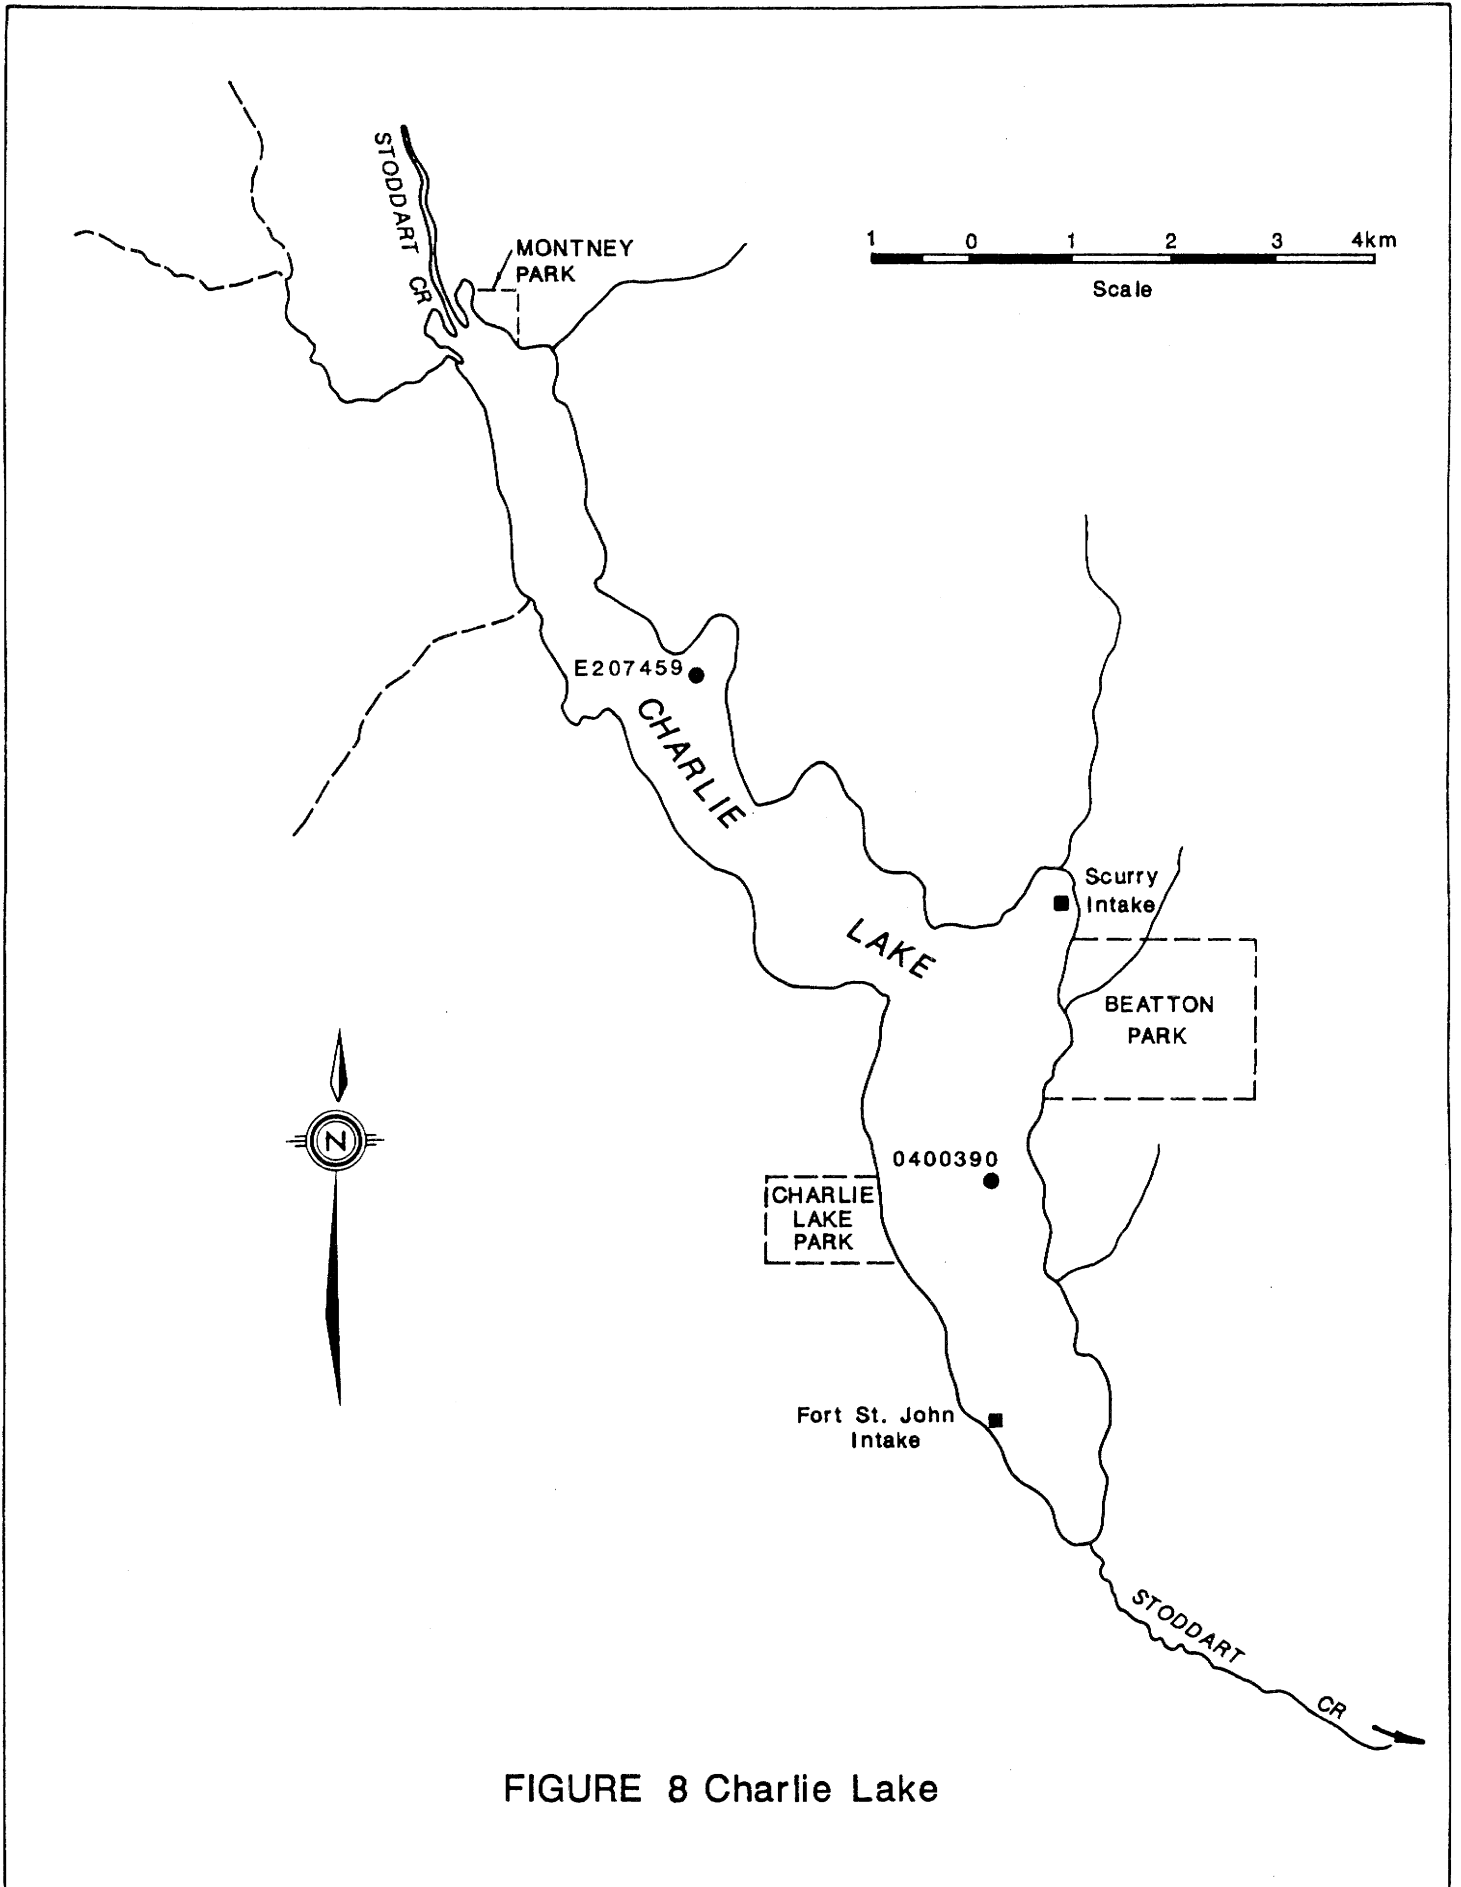 STODDART CR
MONTNEY
PARK
1 0 1 2 3 4km
Scale
E207459
CHARLIE
LAKE
Scurry
Intake
BEATTON
PARK
N
0400390
CHARLIE
LAKE
PARK
Fort St. John
Intake
STODDART CR
FIGURE 8 Charlie Lake